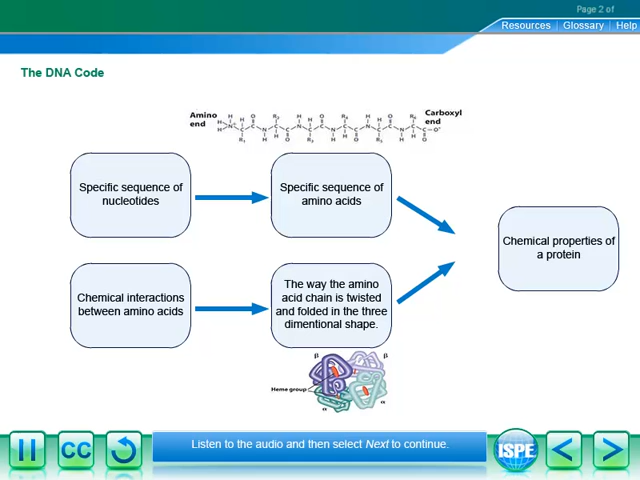 Page 2 of
Resources Glossary Help
The DNA Code
Amino
end
Carboxyl
end
Specific sequence of
nucleotides
Specific sequence of
amino acids
Chemical properties of
a protein
Chemical interactions
between amino acids
The way the amino
acid chain is twisted
and folded in the three
dimentional shape.
β β
Heme group
α α
CC
Listen to the audio and then select Next to continue.
ISPE